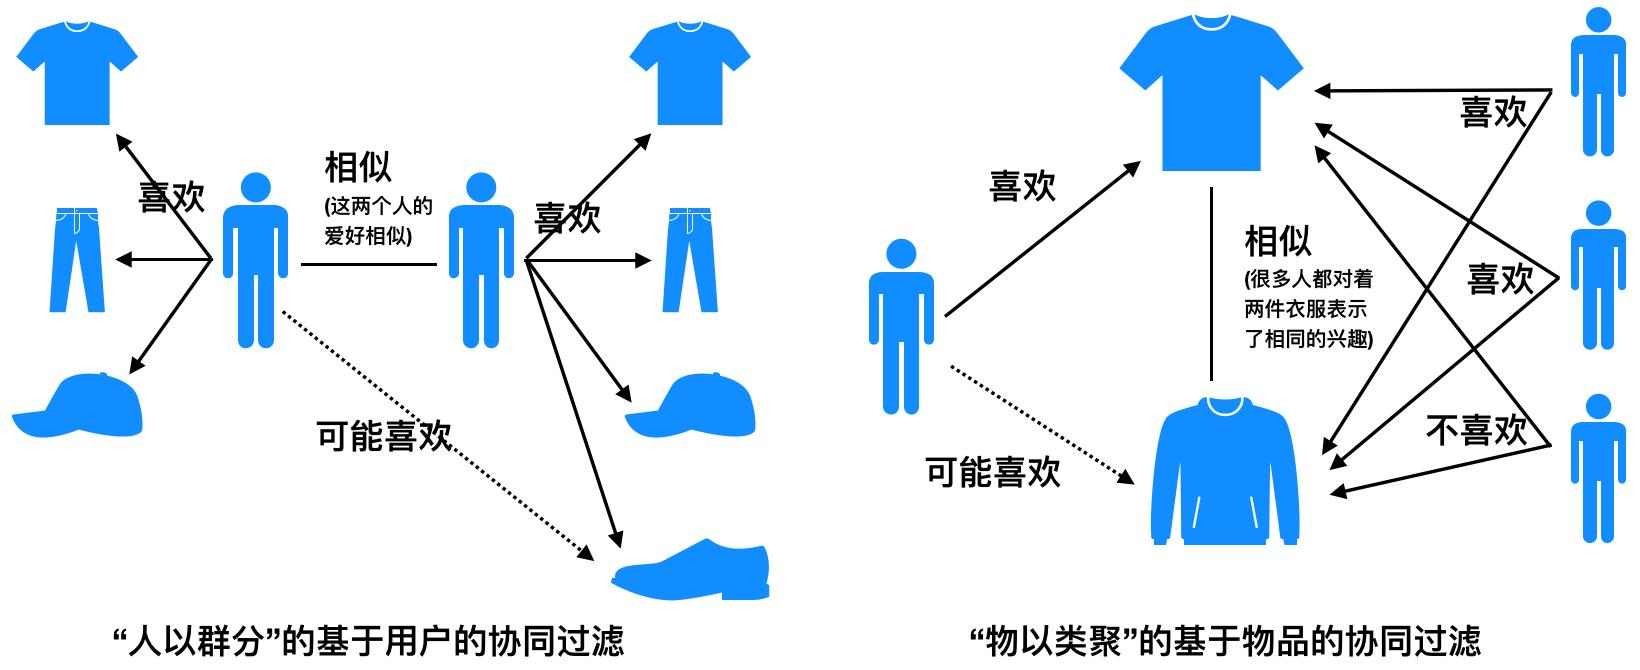 喜欢
相似
(这两个人的
爱好相似)
喜欢
可能喜欢
“人以群分”的基于用户的协同过滤
喜欢
喜欢
相似
(很多人都对着
两件衣服表示
了相同的兴趣)
喜欢
不喜欢
可能喜欢
“物以类聚”的基于物品的协同过滤